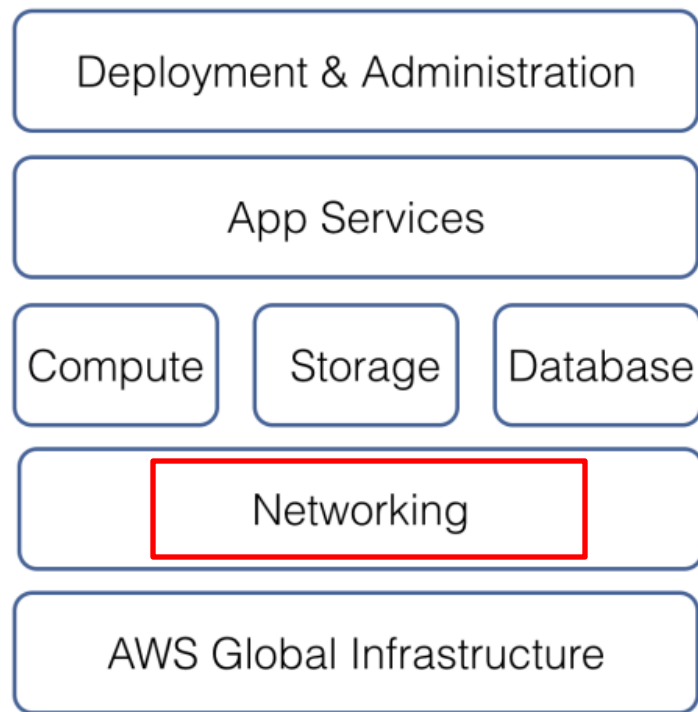 Deployment & Administration
App Services
Compute Storage Database
Networking
AWS Global Infrastructure